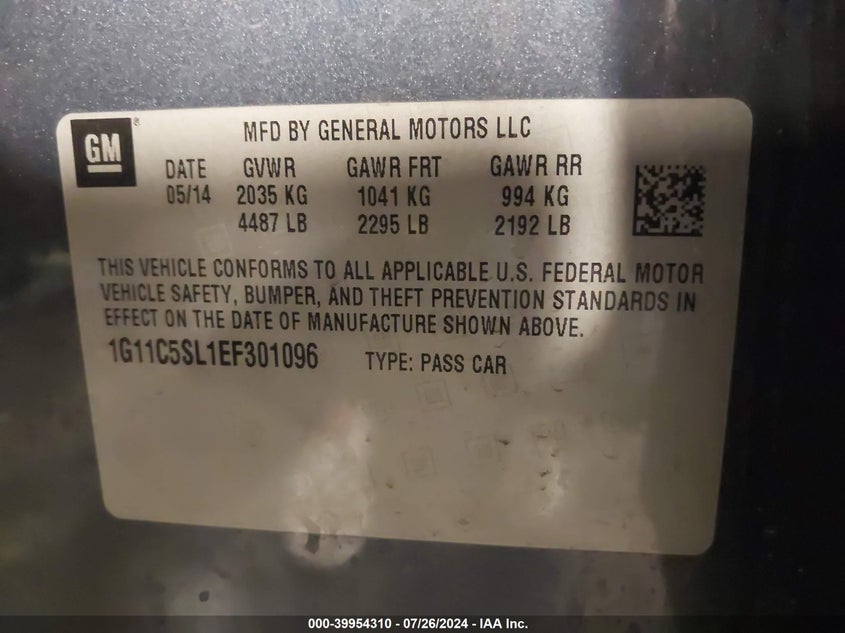 GM
MFD BY GENERAL MOTORS LLC
DATE GVWR GAWR FRT GAWR RR
05/14 2035 KG 1041 KG 994 KG
4487 LB 2295 LB 2192 LB
THIS VEHICLE CONFORMS TO ALL APPLICABLE U.S. FEDERAL MOTOR
VEHICLE SAFETY, BUMPER, AND THEFT PREVENTION STANDARDS IN
EFFECT ON THE DATE OF MANUFACTURE SHOWN ABOVE.
1G11C5SL1EF301096 TYPE: PASS CAR
000-39954310 - 07/26/2024 - IAA Inc.